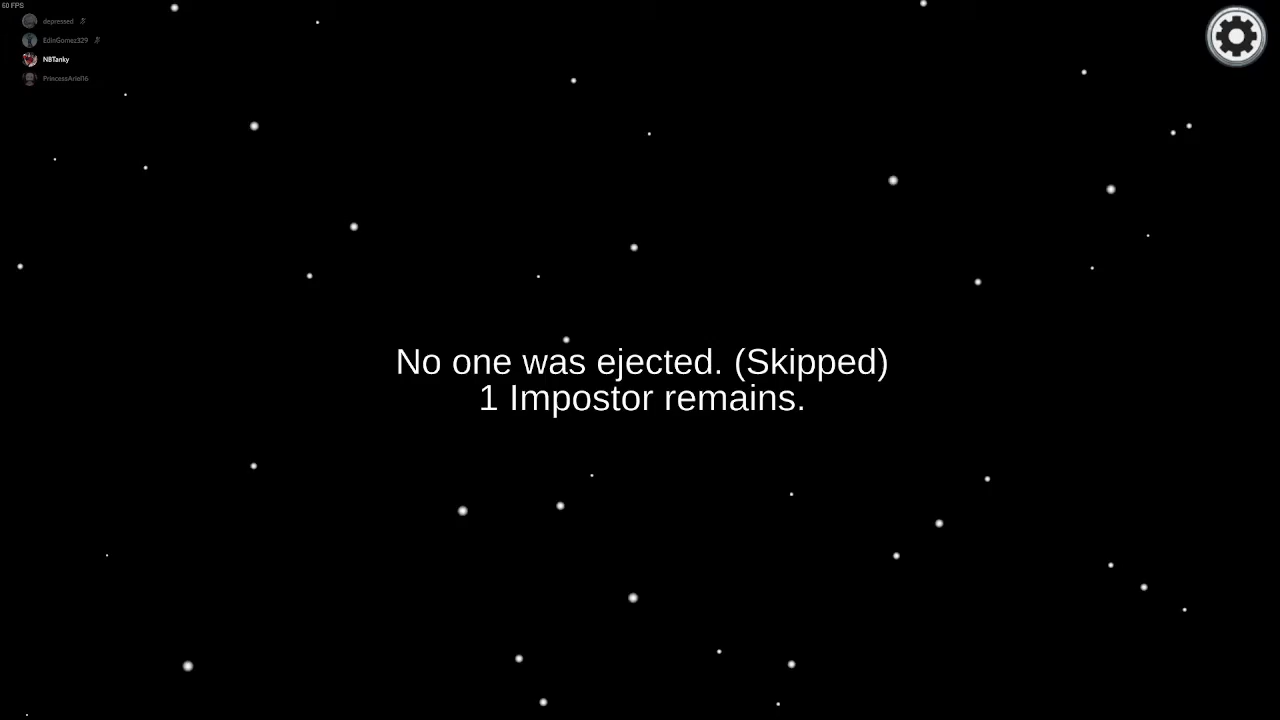 60 FPS
depressed
EdinGomez329
NBTanky
PrincessAriel16
No one was ejected. (Skipped)
1 Impostor remains.